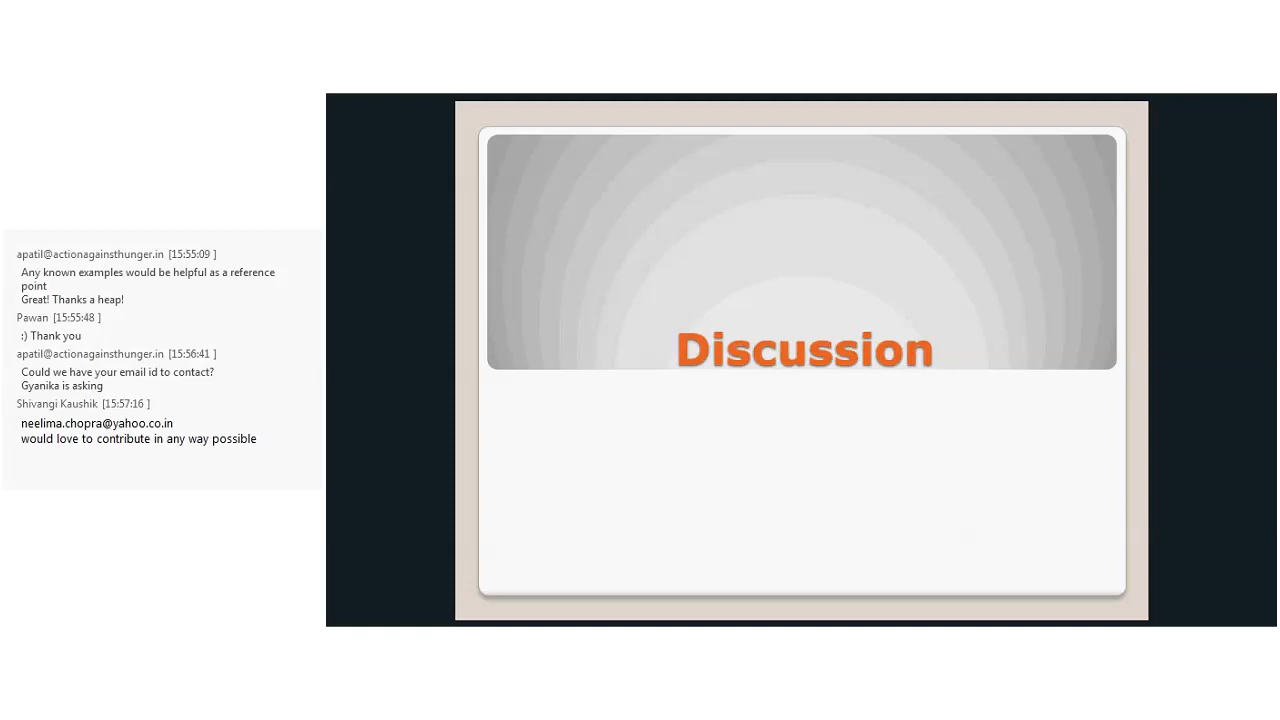 apatil@actionagainsthunger.in [15:55:09 ]
Any known examples would be helpful as a reference
point
Great! Thanks a heap!
Pawan [15:55:48 ]
:) Thank you
apatil@actionagainsthunger.in [15:56:41 ]
Could we have your email id to contact?
Gyanika is asking
Shivangi Kaushik [15:57:16 ]
neelima.chopra@yahoo.co.in
would love to contribute in any way possible
Discussion